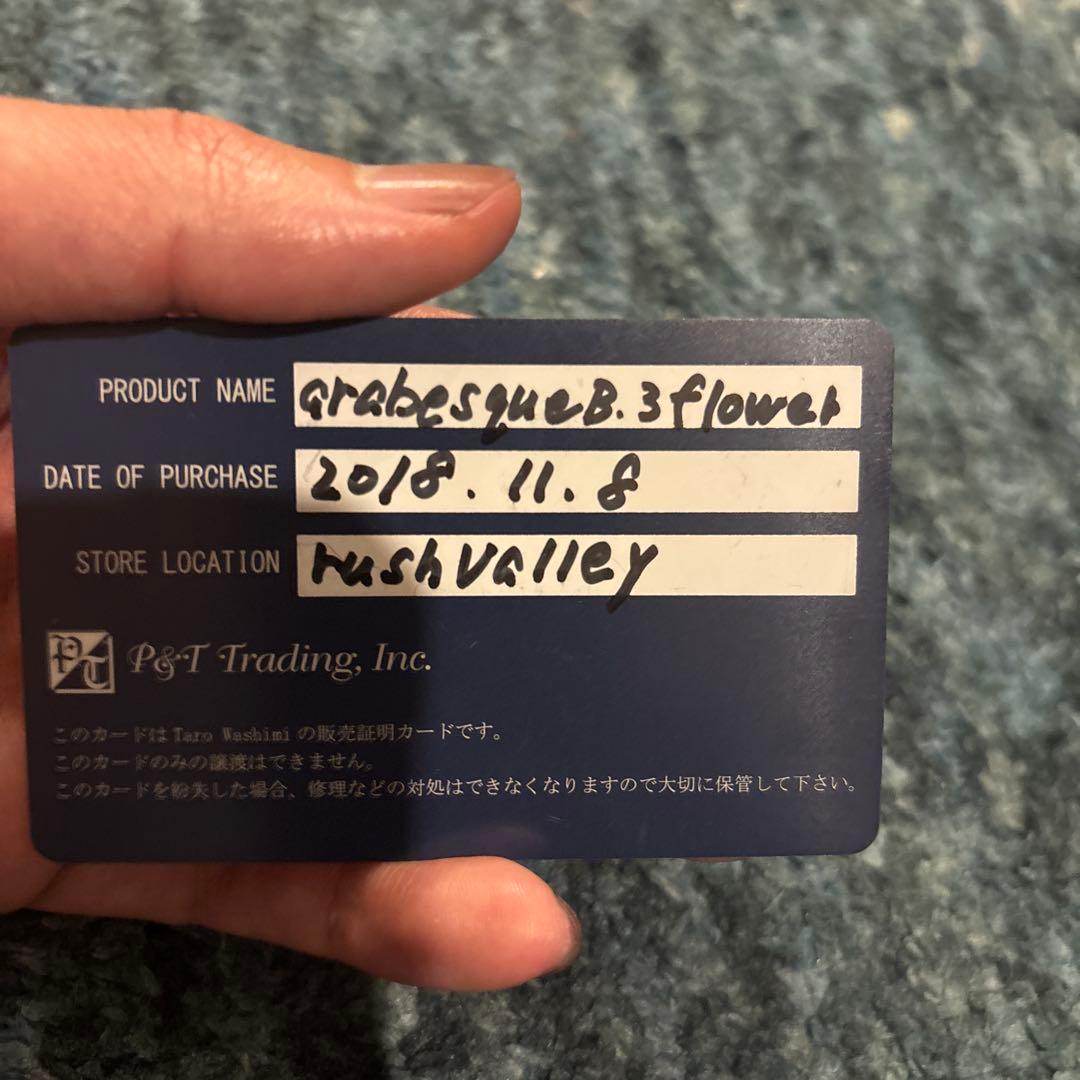 PRODUCT NAME arabesqueB.3flower
DATE OF PURCHASE 2018.11.8
STORE LOCATION rushvalley
PT P&T Trading, Inc.
このカードはTaro Washimiの販売証明カードです。
このカードのみの譲渡はできません。
このカードを紛失した場合、修理などの対処はできなくなりますので大切に保管して下さい。